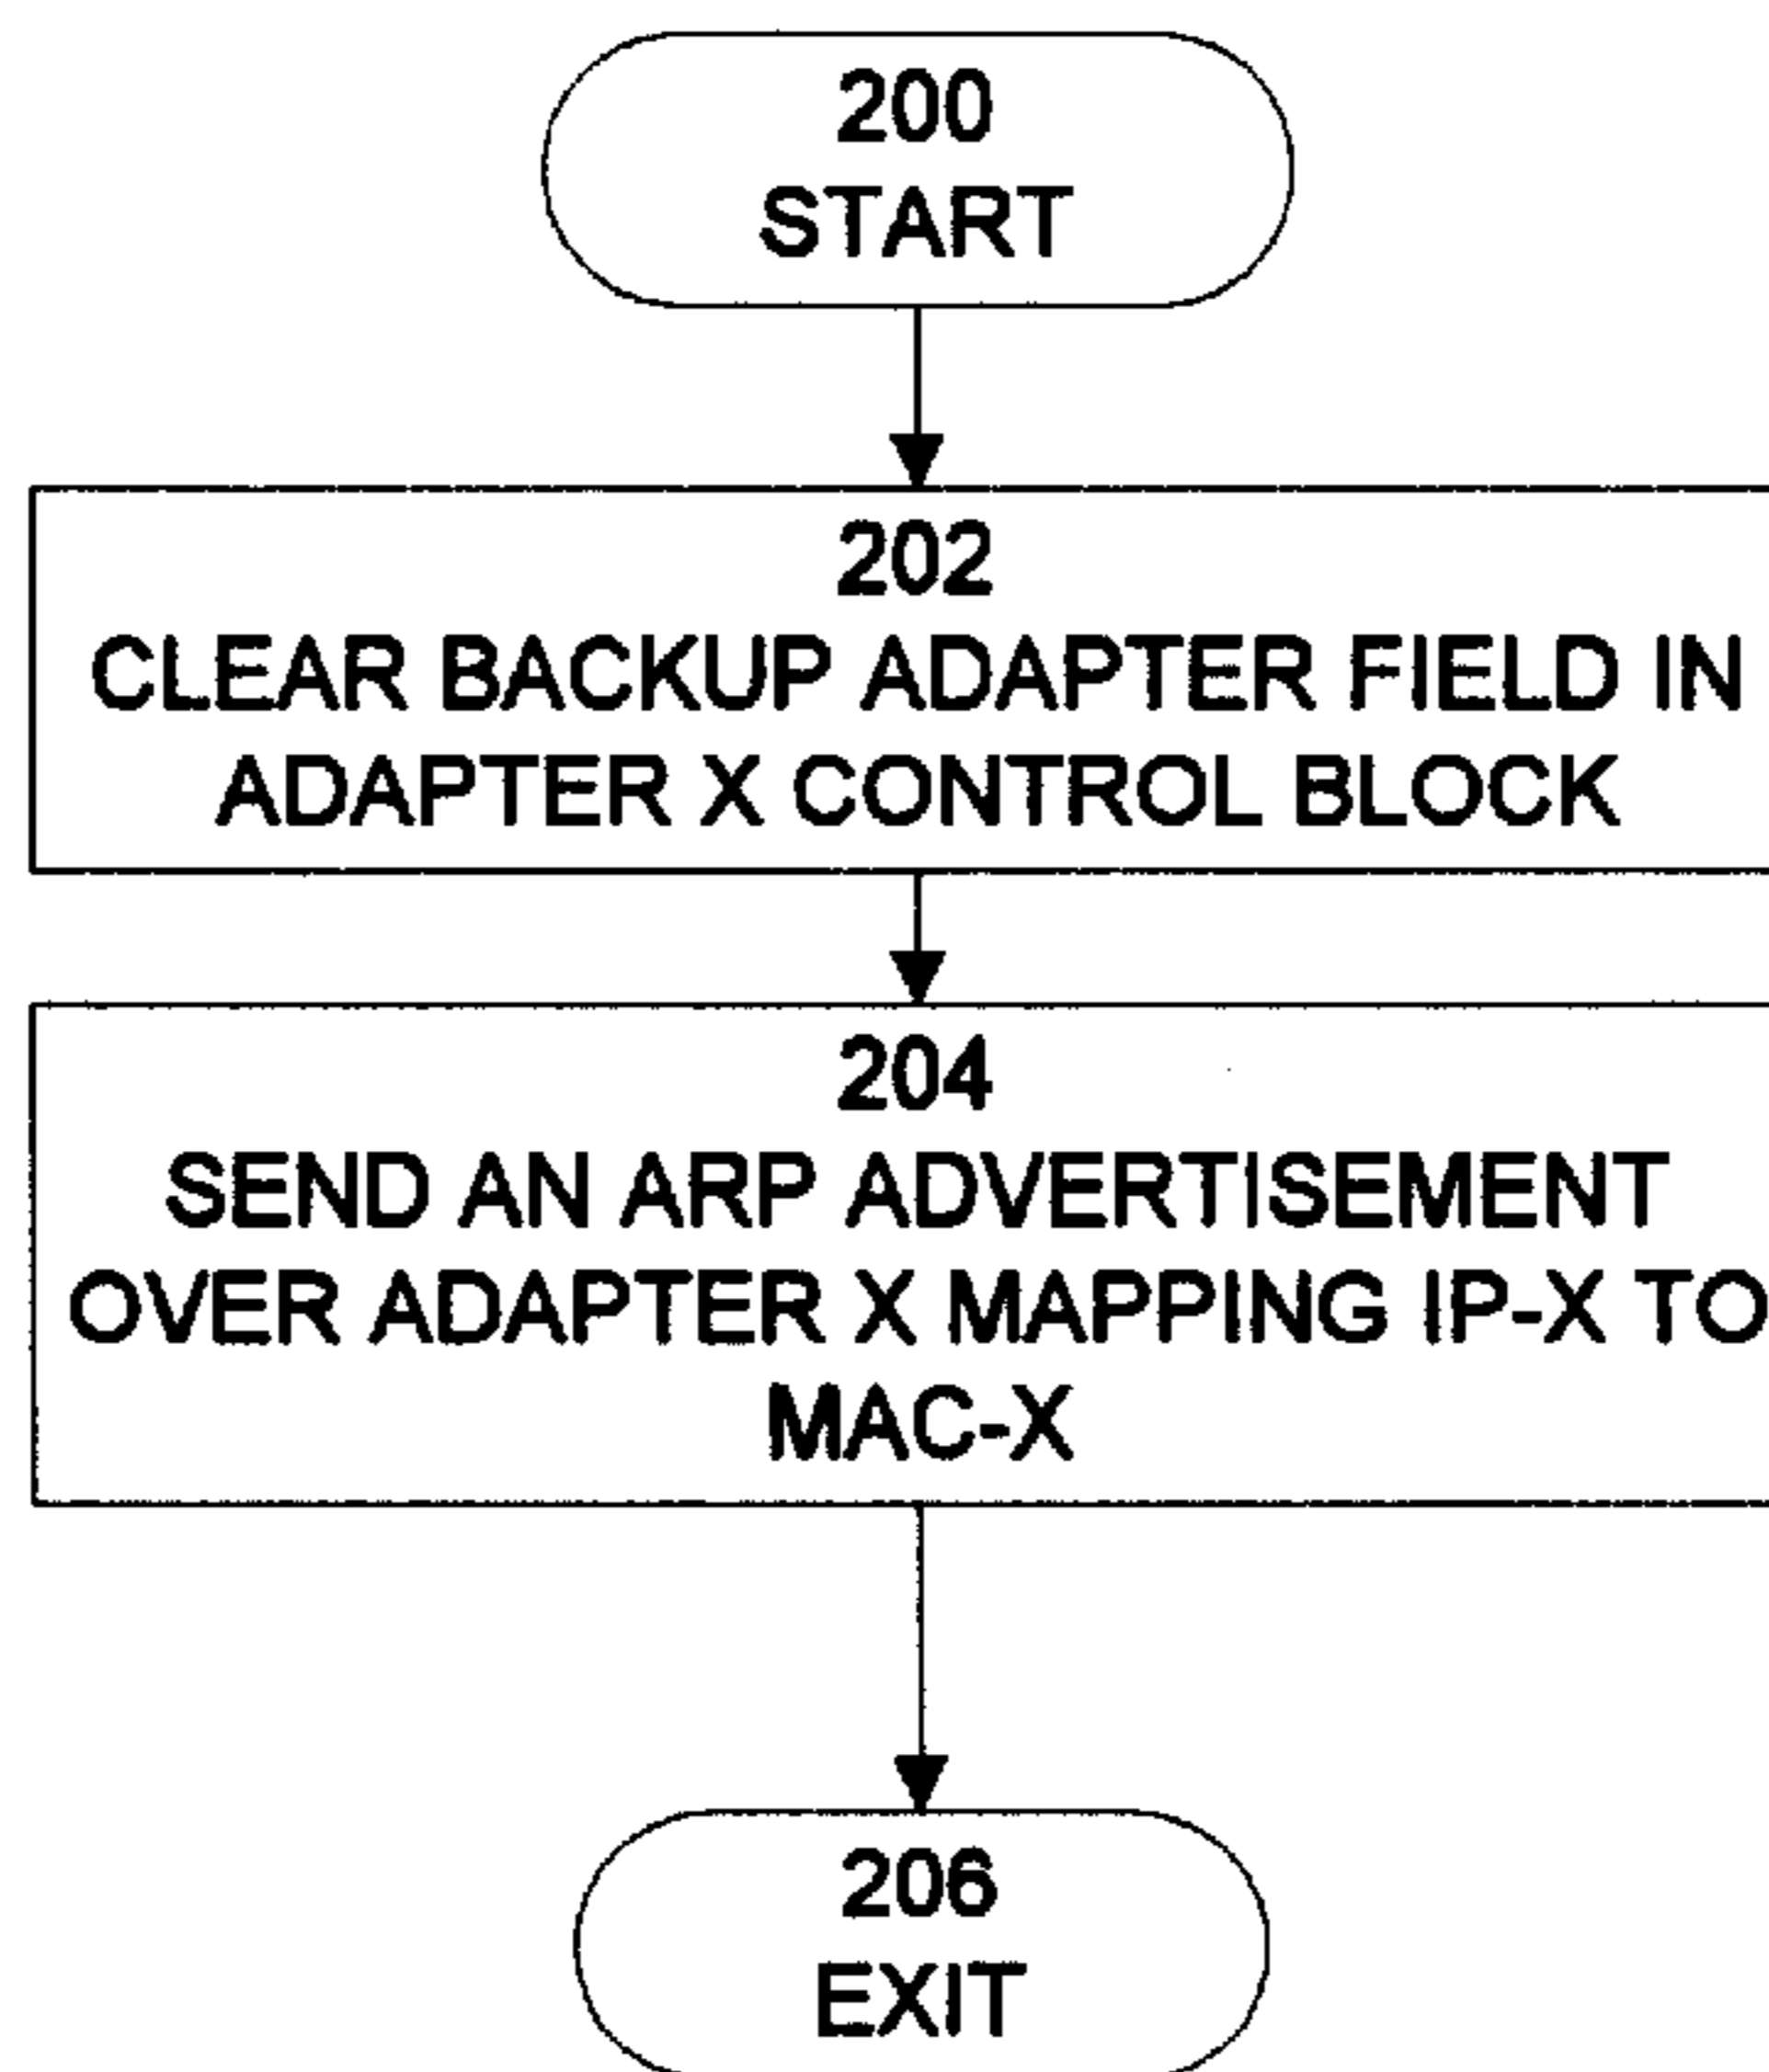 200
START
202
CLEAR BACKUP ADAPTER FIELD IN
ADAPTER X CONTROL BLOCK
204
SEND AN ARP ADVERTISEMENT
OVER ADAPTER X MAPPING IP-X TO
MAC-X
206
EXIT